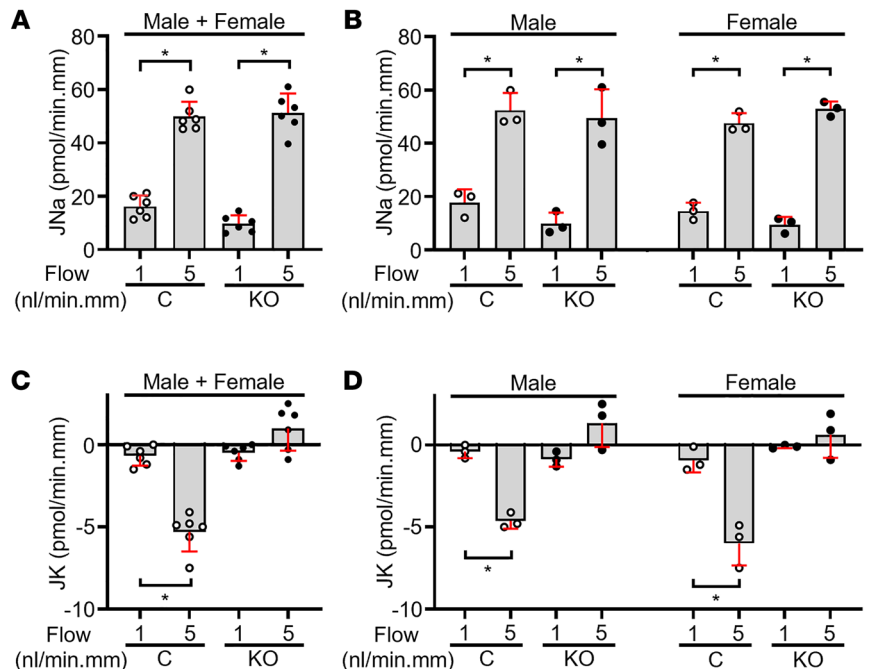 A
Male + Female
JNa (pmol/min.mm)
80
60
40
20
0
* *
Flow 1 5 1 5
(nl/min.mm) C KO
B
Male Female
JNa (pmol/min.mm)
80
60
40
20
0
* * * *
Flow 1 5 1 5 1 5 1 5
(nl/min.mm) C KO C KO
C
Male + Female
JK (pmol/min.mm)
0
-5
-10
*
Flow 1 5 1 5
(nl/min.mm) C KO
D
Male Female
JK (pmol/min.mm)
0
-5
-10
* *
Flow 1 5 1 5 1 5 1 5
(nl/min.mm) C KO C KO